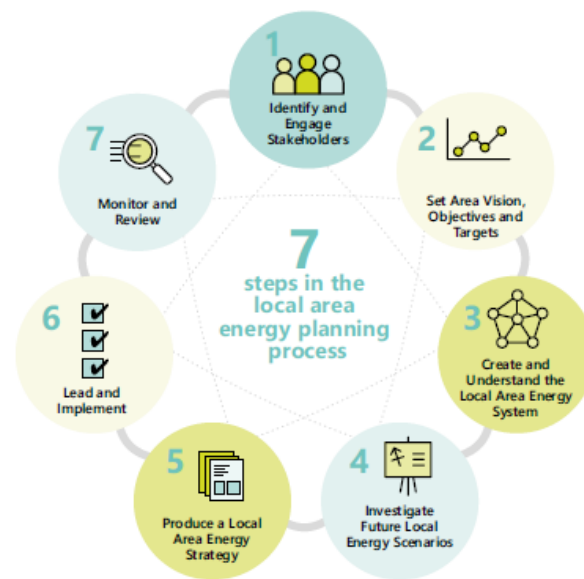 1
Identify and
Engage
Stakeholders
2
Set Area Vision,
Objectives and
Targets
3
Create and
Understand the
Local Area Energy
System
4
Investigate
Future Local
Energy Scenarios
5
Produce a Local
Area Energy
Strategy
6
Lead and
Implement
7
Monitor and
Review
7
steps in the
local area
energy planning
process